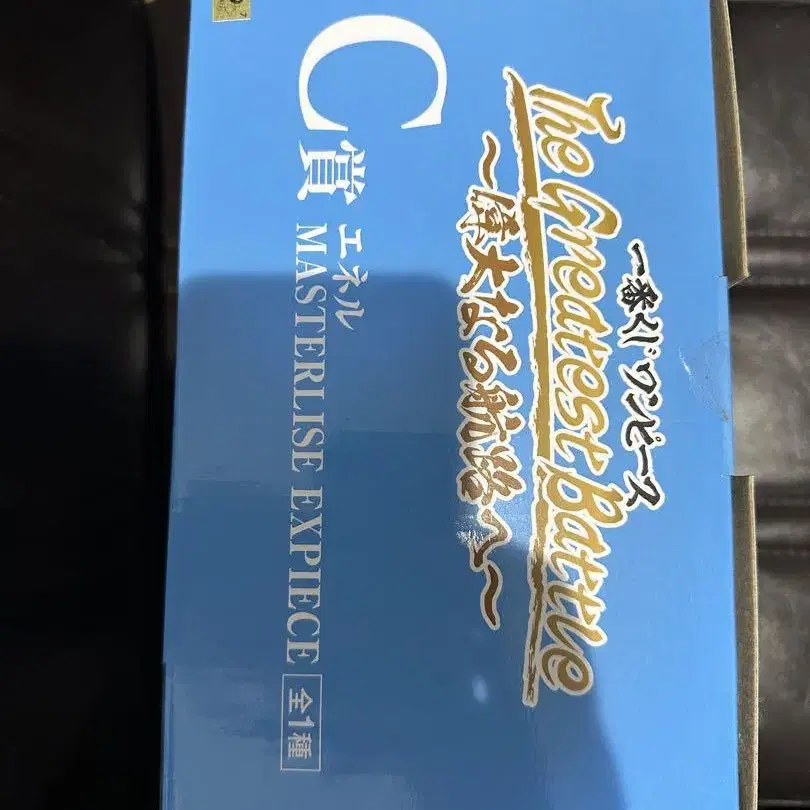 一番くじ ワンピース
The Greatest Battle
～偉大なる航路へ～
C賞
エネル
MASTERLISE EXPIECE 全1種